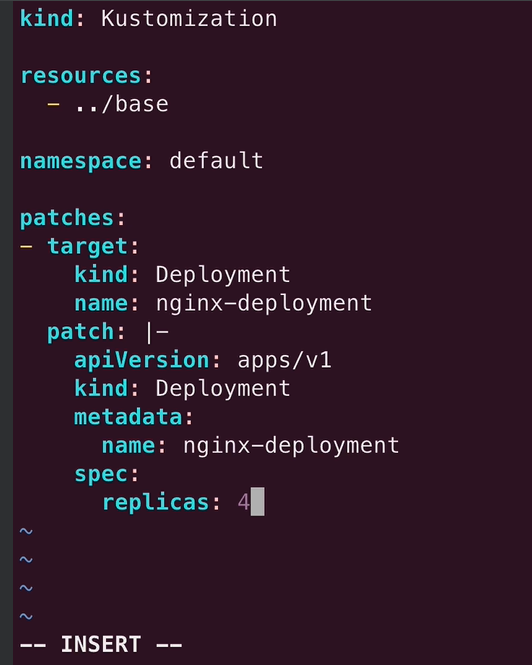 kind: Kustomization

resources:
  - ../base

namespace: default

patches:
- target:
    kind: Deployment
    name: nginx-deployment
  patch: |-
    apiVersion: apps/v1
    kind: Deployment
    metadata:
      name: nginx-deployment
    spec:
      replicas: 4
~
~
~
~
-- INSERT --